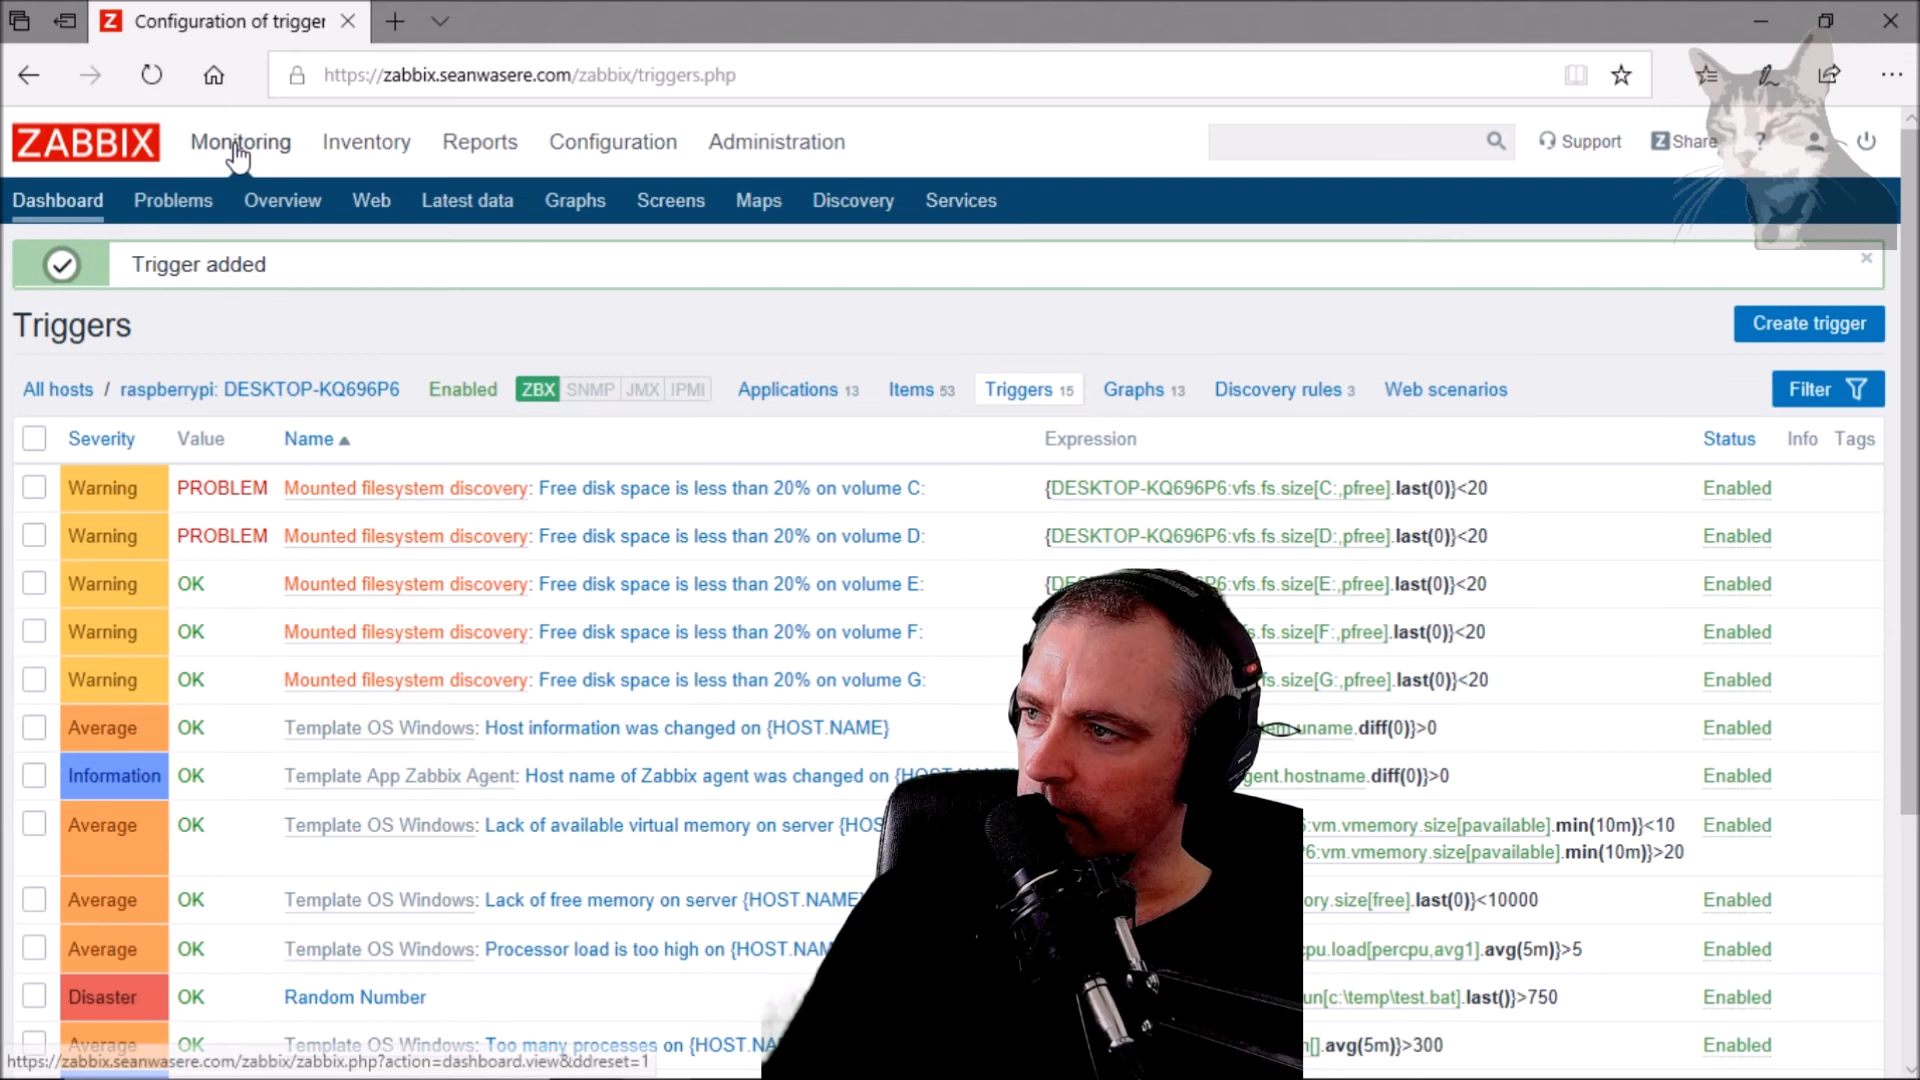 Configuration of trigger
https://zabbix.seanwasere.com/zabbix/triggers.php
ZABBIX Monitoring Inventory Reports Configuration Administration Support Z Share ?
Dashboard Problems Overview Web Latest data Graphs Screens Maps Discovery Services
Trigger added
Triggers
Create trigger
All hosts / raspberrypi: DESKTOP-KQ696P6 Enabled ZBX SNMP JMX IPMI Applications 13 Items 53 Triggers 15 Graphs 13 Discovery rules 3 Web scenarios Filter
Severity Value Name Expression Status Info Tags
Warning PROBLEM Mounted filesystem discovery: Free disk space is less than 20% on volume C: {DESKTOP-KQ696P6:vfs.fs.size[C:,pfree].last(0)}<20 Enabled
Warning PROBLEM Mounted filesystem discovery: Free disk space is less than 20% on volume D: {DESKTOP-KQ696P6:vfs.fs.size[D:,pfree].last(0)}<20 Enabled
Warning OK Mounted filesystem discovery: Free disk space is less than 20% on volume E: P6:vfs.fs.size[E:,pfree].last(0)}<20 Enabled
Warning OK Mounted filesystem discovery: Free disk space is less than 20% on volume F: fs.size[F:,pfree].last(0)}<20 Enabled
Warning OK Mounted filesystem discovery: Free disk space is less than 20% on volume G: fs.size[G:,pfree].last(0)}<20 Enabled
Average OK Template OS Windows: Host information was changed on {HOST.NAME} uname.diff(0)}>0 Enabled
Information OK Template App Zabbix Agent: Host name of Zabbix agent was changed on gent.hostname.diff(0)}>0 Enabled
Average OK Template OS Windows: Lack of available virtual memory on server {HOS :vm.vmemory.size[pavailable].min(10m)}<10 Enabled
P6:vm.vmemory.size[pavailable].min(10m)}>20
Average OK Template OS Windows: Lack of free memory on server {HOST.NAME ory.size[free].last(0)}<10000 Enabled
Average OK Template OS Windows: Processor load is too high on {HOST.NAM pu.load[percpu,avg1].avg(5m)}>5 Enabled
Disaster OK Random Number un[c:\temp\test.bat].last()}>750 Enabled
Average OK Template OS Windows: Too many processes on {HOST.NA n[].avg(5m)}>300 Enabled
https://zabbix.seanwasere.com/zabbix/zabbix.php?action=dashboard.view&ddreset=1